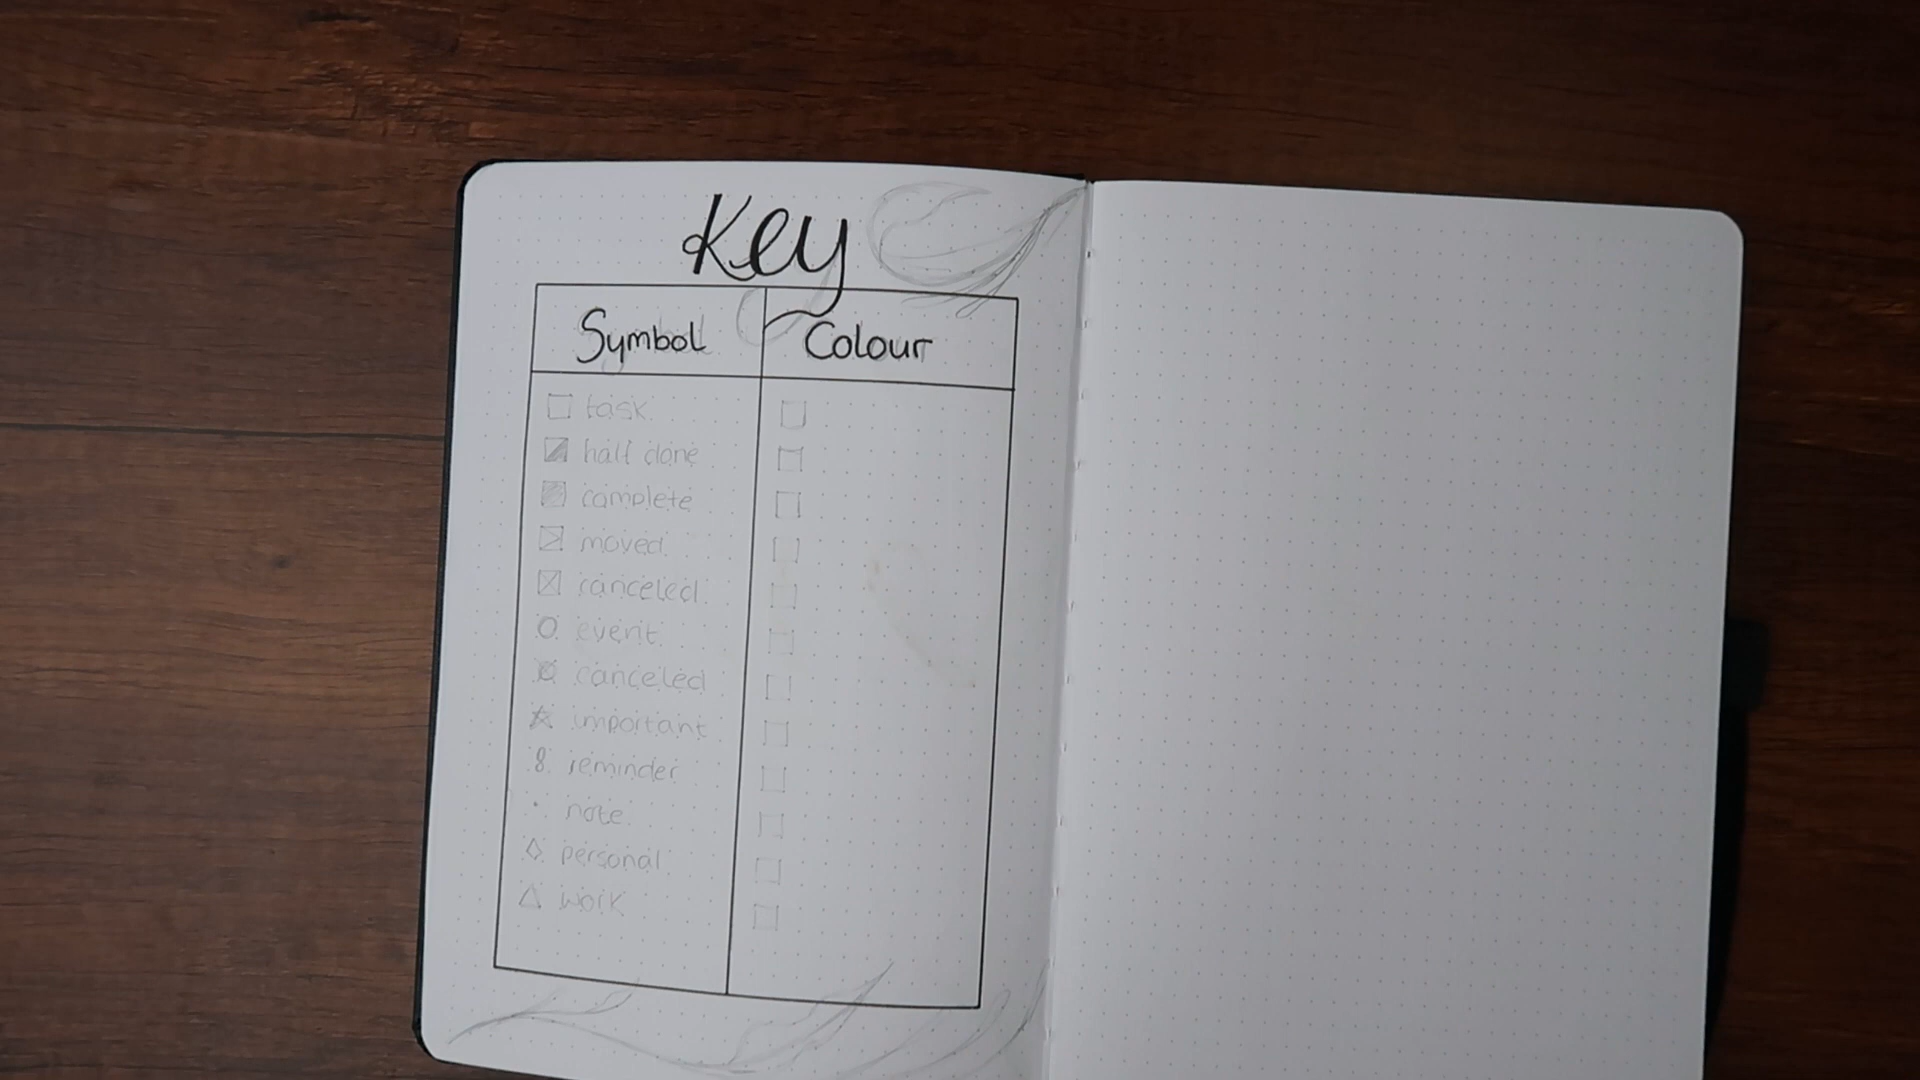 Key
Symbol Colour
task
half done
complete
moved
canceled
event
canceled
important
reminder
note
personal
work